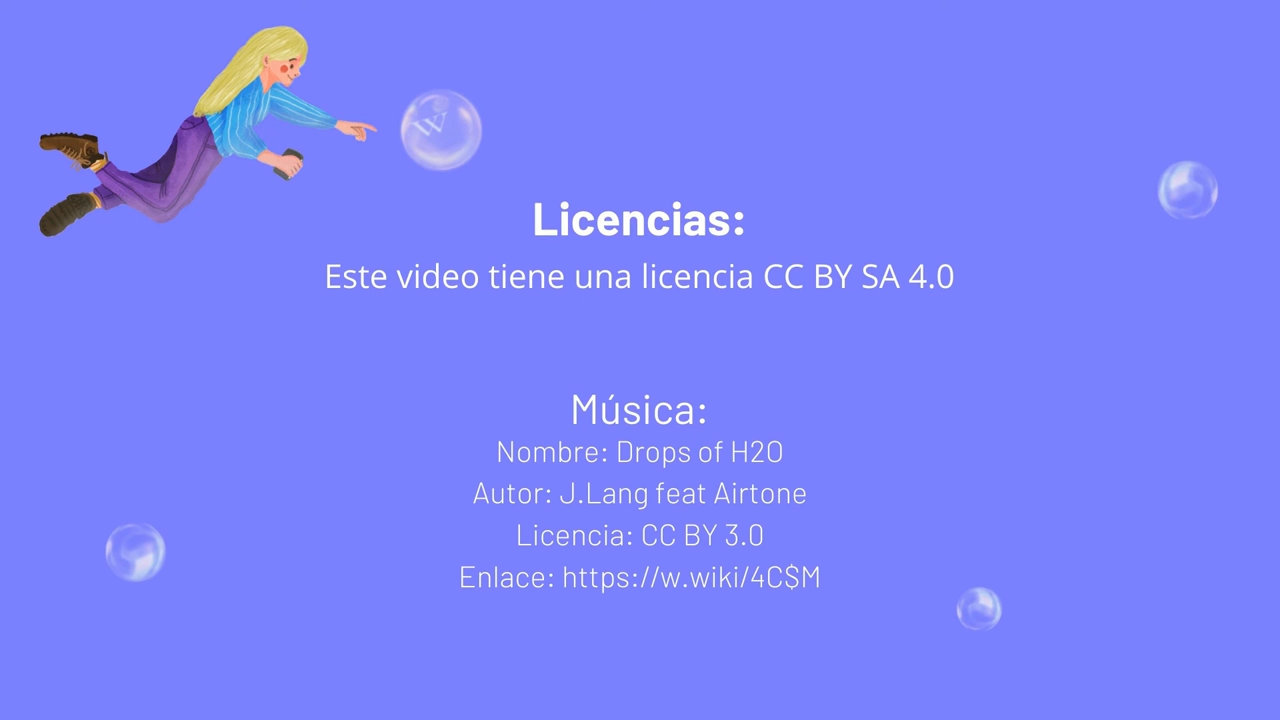 W
Licencias:
Este video tiene una licencia CC BY SA 4.0
Música:
Nombre: Drops of H2O
Autor: J.Lang feat Airtone
Licencia: CC BY 3.0
Enlace: https://w.wiki/4C$M